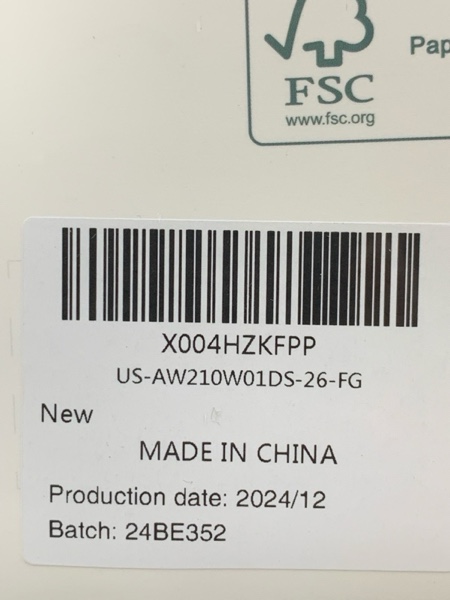 Pap
FSC
www.fsc.org
X004HZKFPP
US-AW210W01DS-26-FG
New
MADE IN CHINA
Production date: 2024/12
Batch: 24BE352